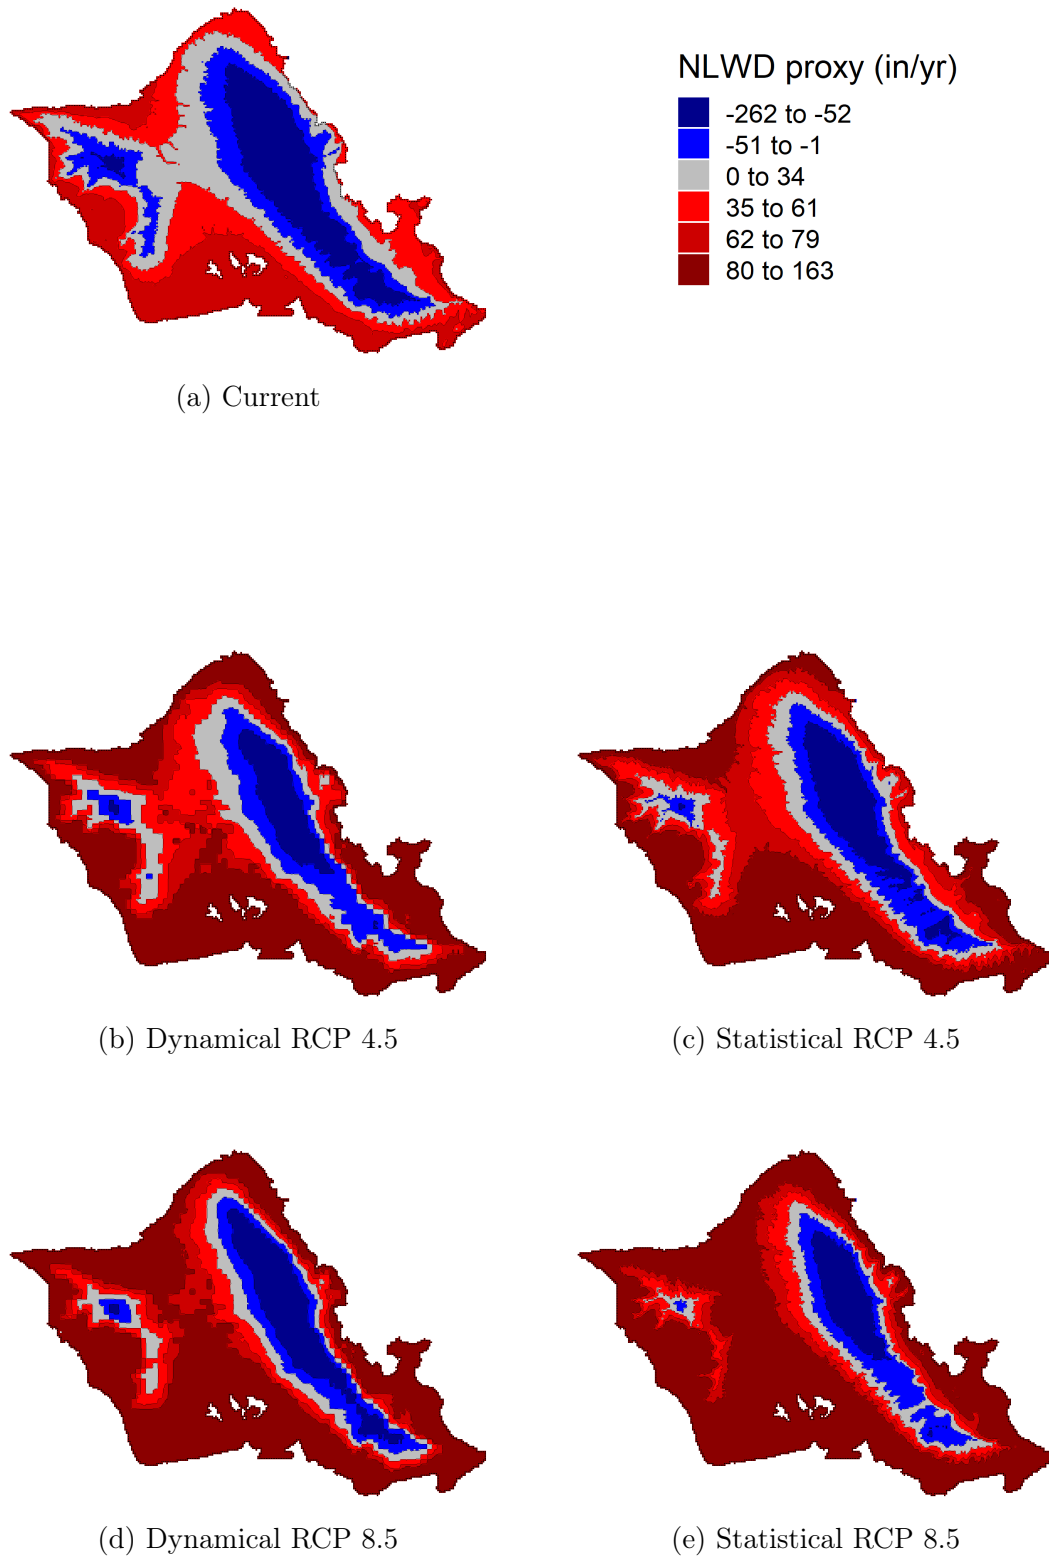 NLWD proxy (in/yr)
-262 to -52
-51 to -1
0 to 34
35 to 61
62 to 79
80 to 163
(a) Current
(b) Dynamical RCP 4.5
(c) Statistical RCP 4.5
(d) Dynamical RCP 8.5
(e) Statistical RCP 8.5